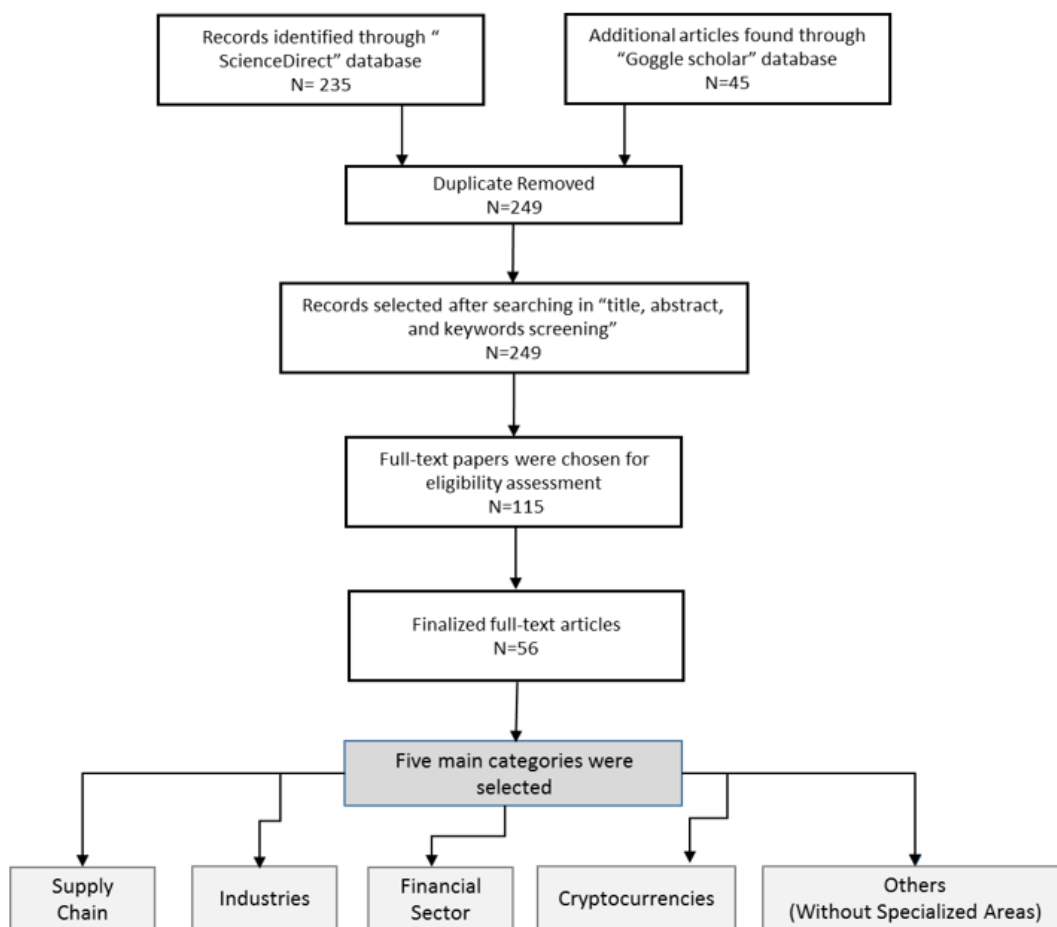 Records identified through “
ScienceDirect” database
N= 235
Additional articles found through
“Goggle scholar” database
N=45
Duplicate Removed
N=249
Records selected after searching in “title, abstract,
and keywords screening”
N=249
Full-text papers were chosen for
eligibility assessment
N=115
Finalized full-text articles
N=56
Five main categories were
selected
Supply
Chain
Industries
Financial
Sector
Cryptocurrencies
Others
(Without Specialized Areas)